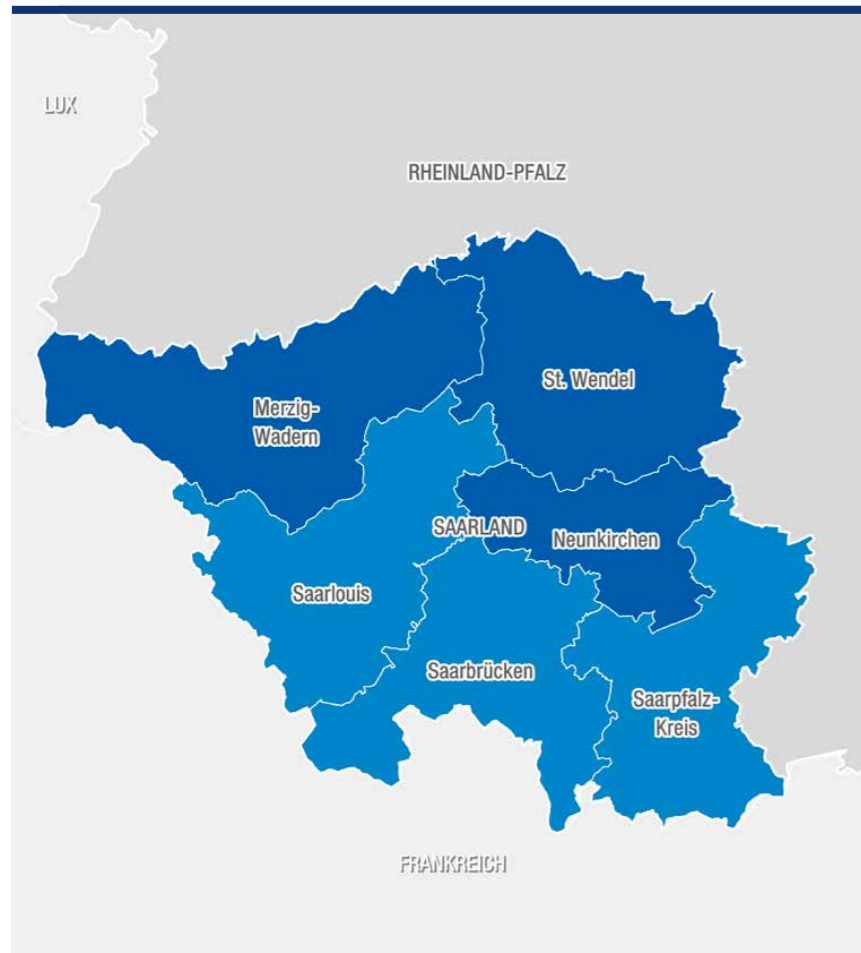 LUX
RHEINLAND-PFALZ
St. Wendel
Merzig-
Wadern
SAARLAND
Neunkirchen
Saarlouis
Saarbrücken
Saarpfalz-
Kreis
FRANKREICH